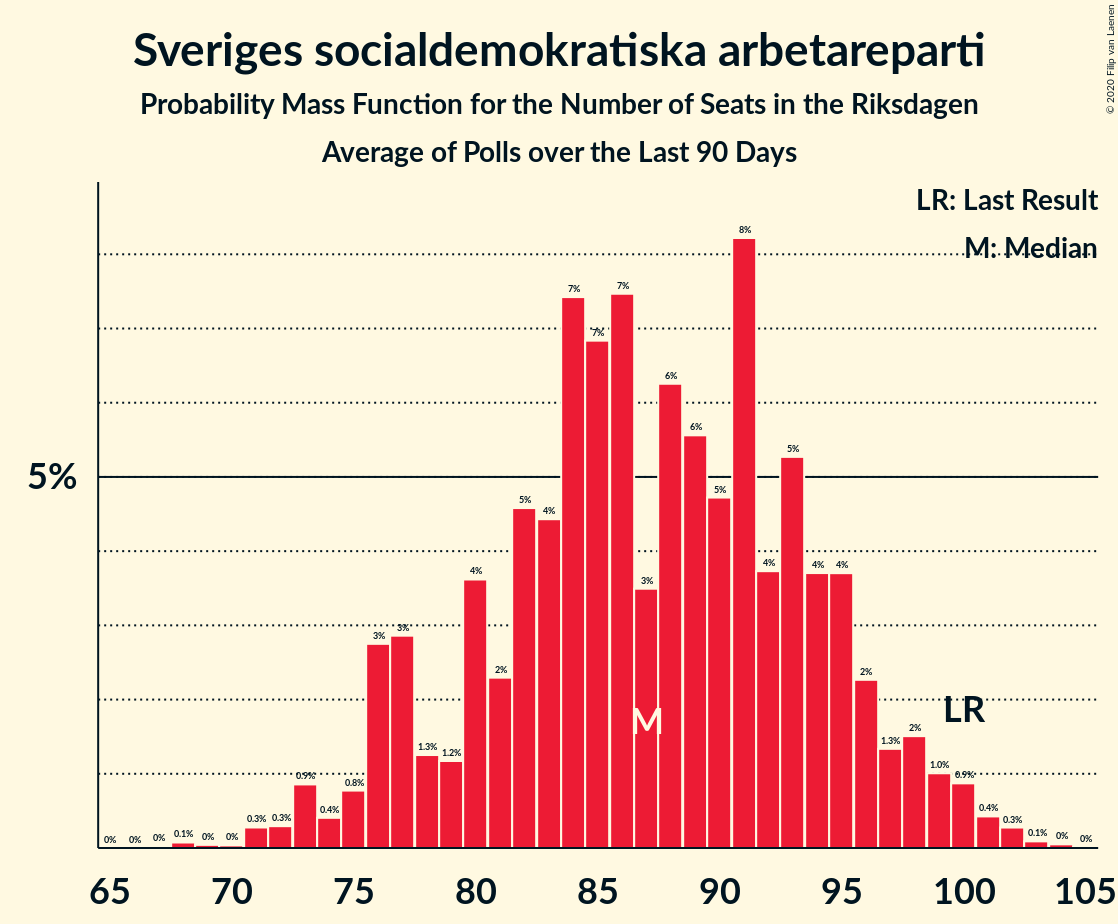 Sveriges socialdemokratiska arbetareparti
Probability Mass Function for the Number of Seats in the Riksdagen
Average of Polls over the Last 90 Days
© 2020 Filip van Laenen
LR: Last Result
M: Median
5%
0% 0% 0% 0.1% 0% 0% 0.3% 0.3% 0.9% 0.4% 0.8% 3% 3% 1.3% 1.2% 4% 2% 5% 4% 7% 7% 7% 3% 6% 6% 5% 8% 4% 5% 4% 4% 2% 1.3% 2% 1.0% 0.9% 0.4% 0.3% 0.1% 0% 0%
M
LR
65 70 75 80 85 90 95 100 105